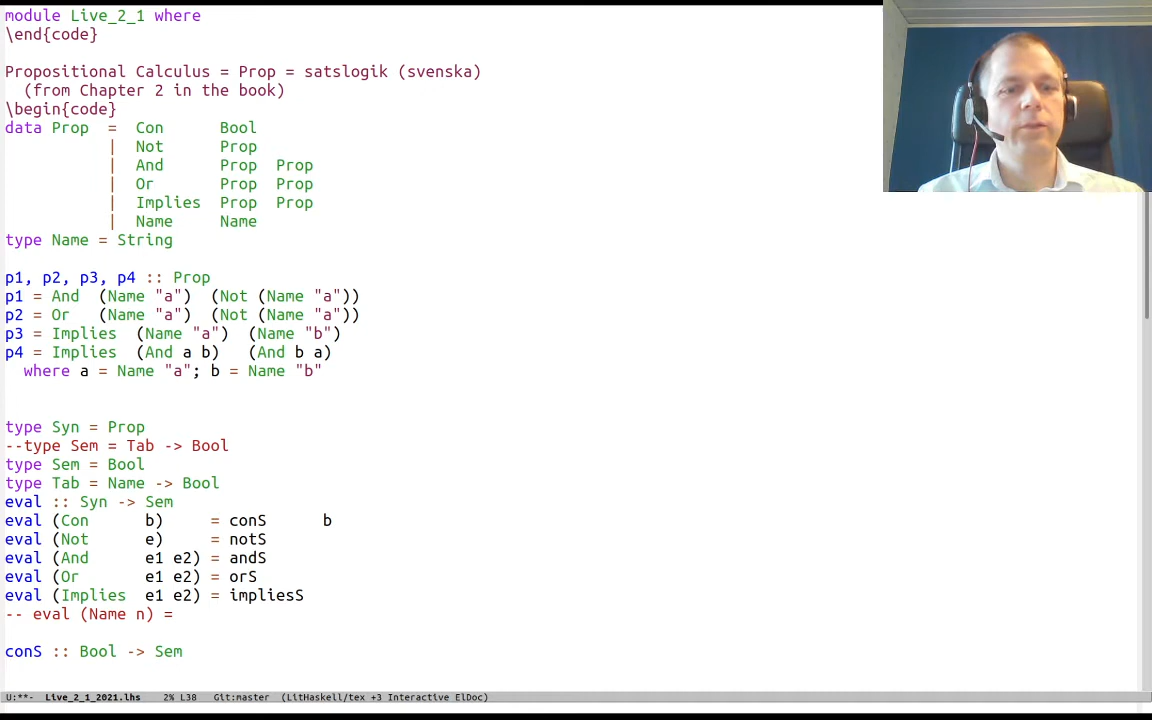 module Live_2_1 where
\end{code}
Propositional Calculus = Prop = satslogik (svenska)
(from Chapter 2 in the book)
\begin{code}
data Prop = Con Bool
| Not Prop
| And Prop Prop
| Or Prop Prop
| Implies Prop Prop
| Name Name
type Name = String
p1, p2, p3, p4 :: Prop
p1 = And (Name "a") (Not (Name "a"))
p2 = Or (Name "a") (Not (Name "a"))
p3 = Implies (Name "a") (Name "b")
p4 = Implies (And a b) (And b a)
where a = Name "a"; b = Name "b"
type Syn = Prop
--type Sem = Tab -> Bool
type Sem = Bool
type Tab = Name -> Bool
eval :: Syn -> Sem
eval (Con b) = conS b
eval (Not e) = notS
eval (And e1 e2) = andS
eval (Or e1 e2) = orS
eval (Implies e1 e2) = impliesS
-- eval (Name n) =
conS :: Bool -> Sem
U:**- Live_2_1_2021.lhs 2% L38 Git:master (LitHaskell/tex +3 Interactive ElDoc)